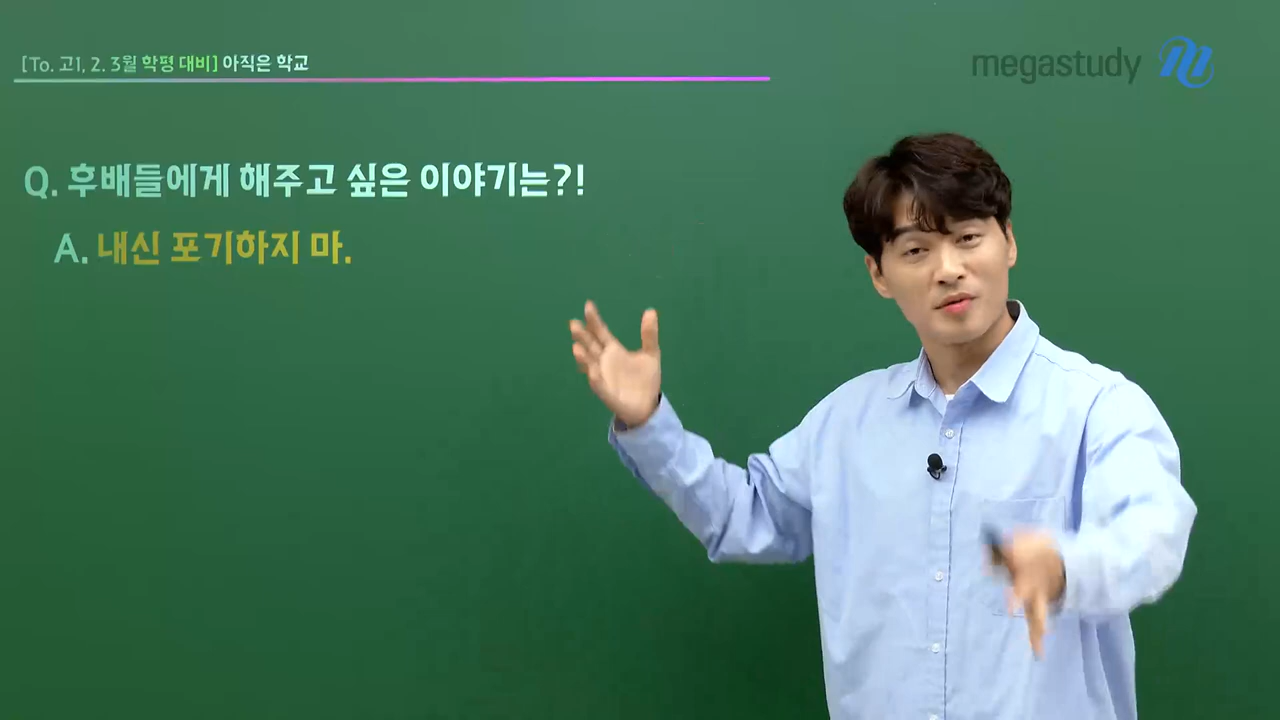 [To. 고1, 2. 3월 학평 대비] 아직은 학교
megastudy
Q. 후배들에게 해주고 싶은 이야기는?!
A. 내신 포기하지 마.